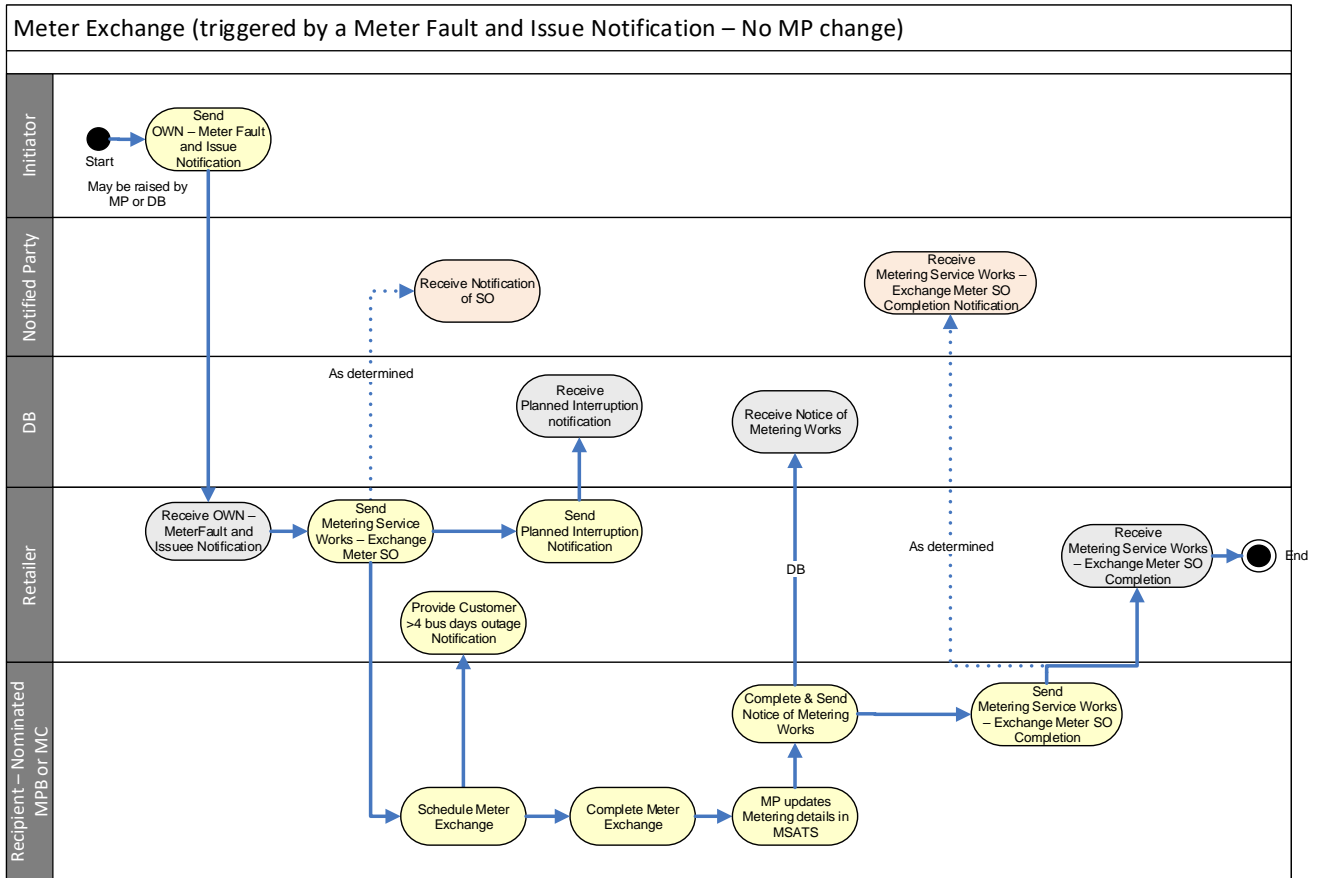 Meter Exchange (triggered by a Meter Fault and Issue Notification – No MP change)
Initiator
Start
May be raised by
MP or DB
Send
OWN – Meter Fault
and Issue
Notification
Notified Party
Receive Notification
of SO
Receive
Metering Service Works –
Exchange Meter SO
Completion Notification
As determined
DB
Receive
Planned Interruption
notification
Receive Notice of
Metering Works
Retailer
Receive OWN –
MeterFault and
Issuee Notification
Send
Metering Service
Works – Exchange
Meter SO
Send
Planned Interruption
Notification
Provide Customer
>4 bus days outage
Notification
DB
As determined
Receive
Metering Service Works
– Exchange Meter SO
Completion
End
Recipient – Nominated
MPB or MC
Complete & Send
Notice of Metering
Works
Send
Metering Service Works
– Exchange Meter SO
Completion
Schedule Meter
Exchange
Complete Meter
Exchange
MP updates
Metering details in
MSATS